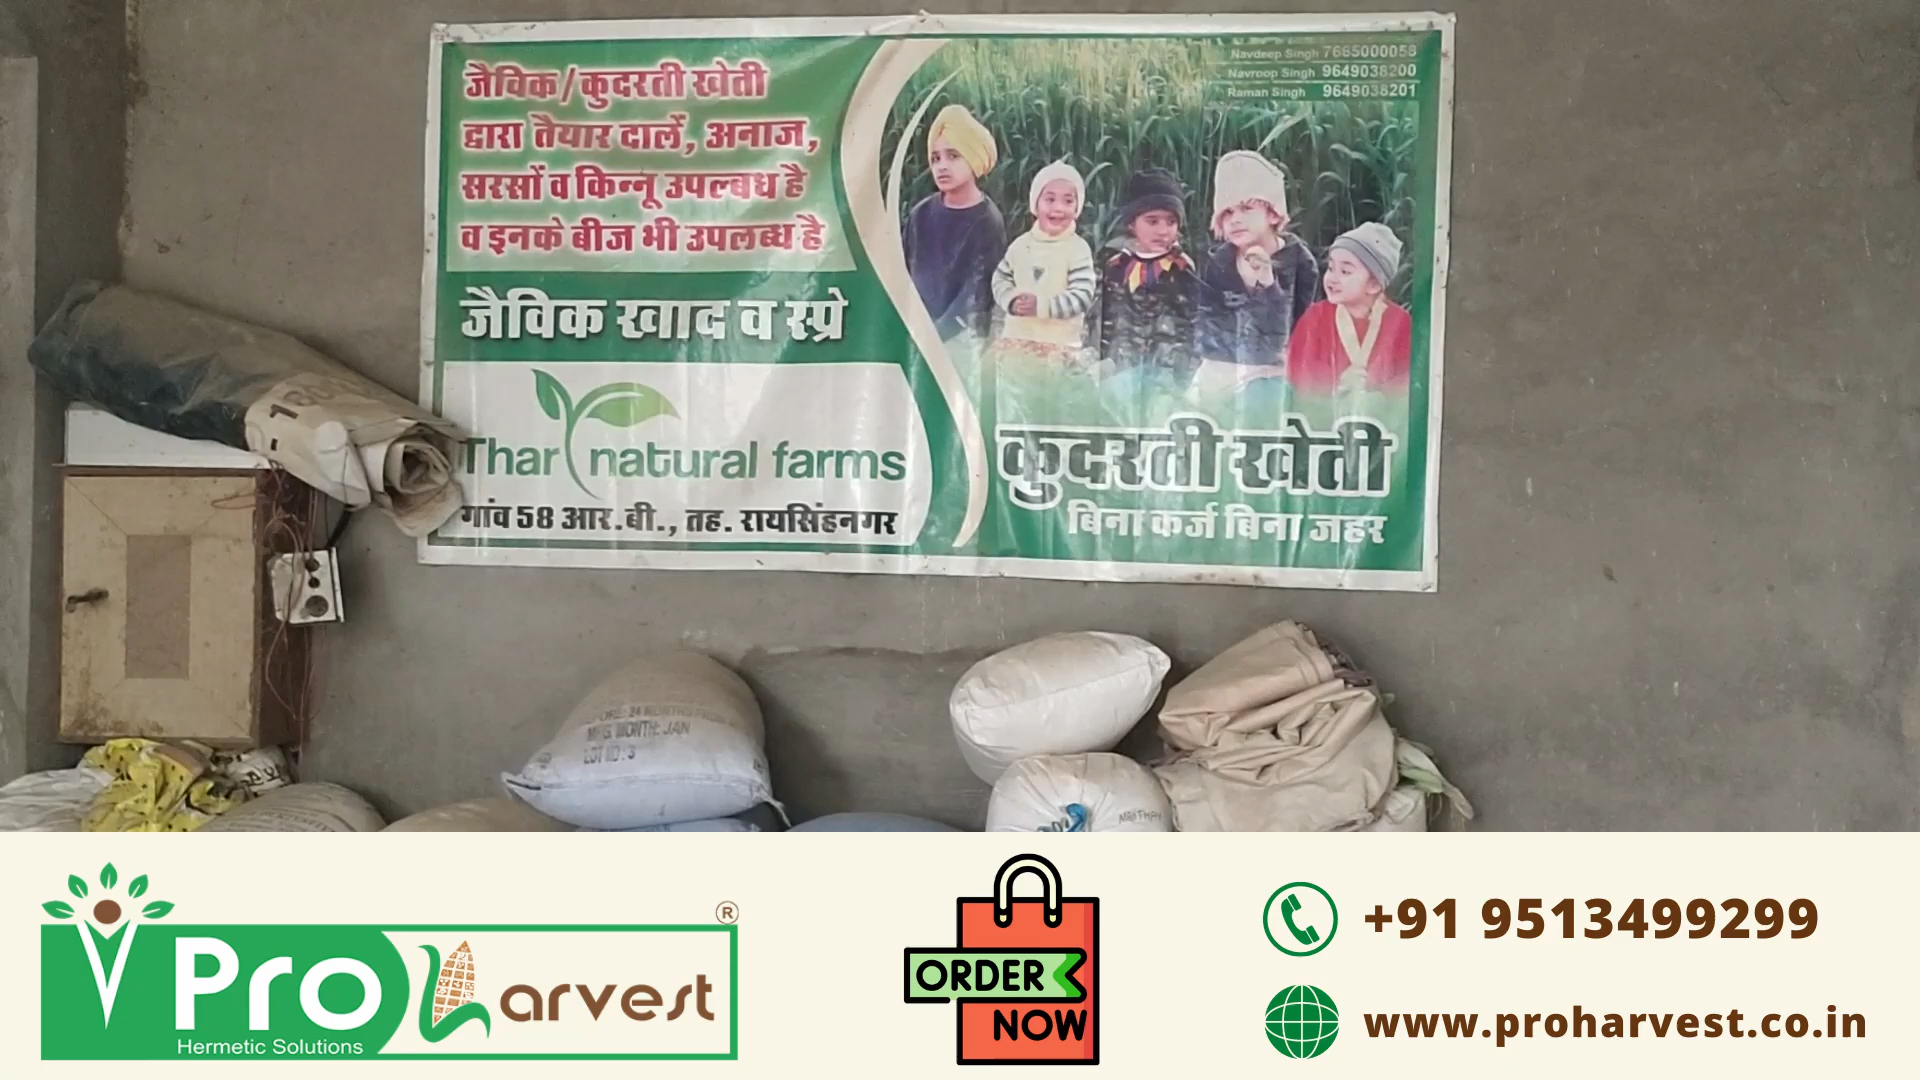 जैविक/कुदरती खेती
द्वारा तैयार दालें, अनाज,
सरसों व किन्नू उपल्बध है
व इनके बीज भी उपलब्ध है
जैविक खाद व स्प्रे
Thar natural farms
गांव 58 आर.बी., तह. रायसिंहनगर
Navdeep Singh 7665000058
Navroop Singh 9649038200
Raman Singh 9649038201
कुदरती खेती
बिना कर्ज बिना जहर
MFG. MONTH: JAN
LOT NO: 3
Pro Harvest ®
Hermetic Solutions
ORDER
NOW
+91 9513499299
www.proharvest.co.in